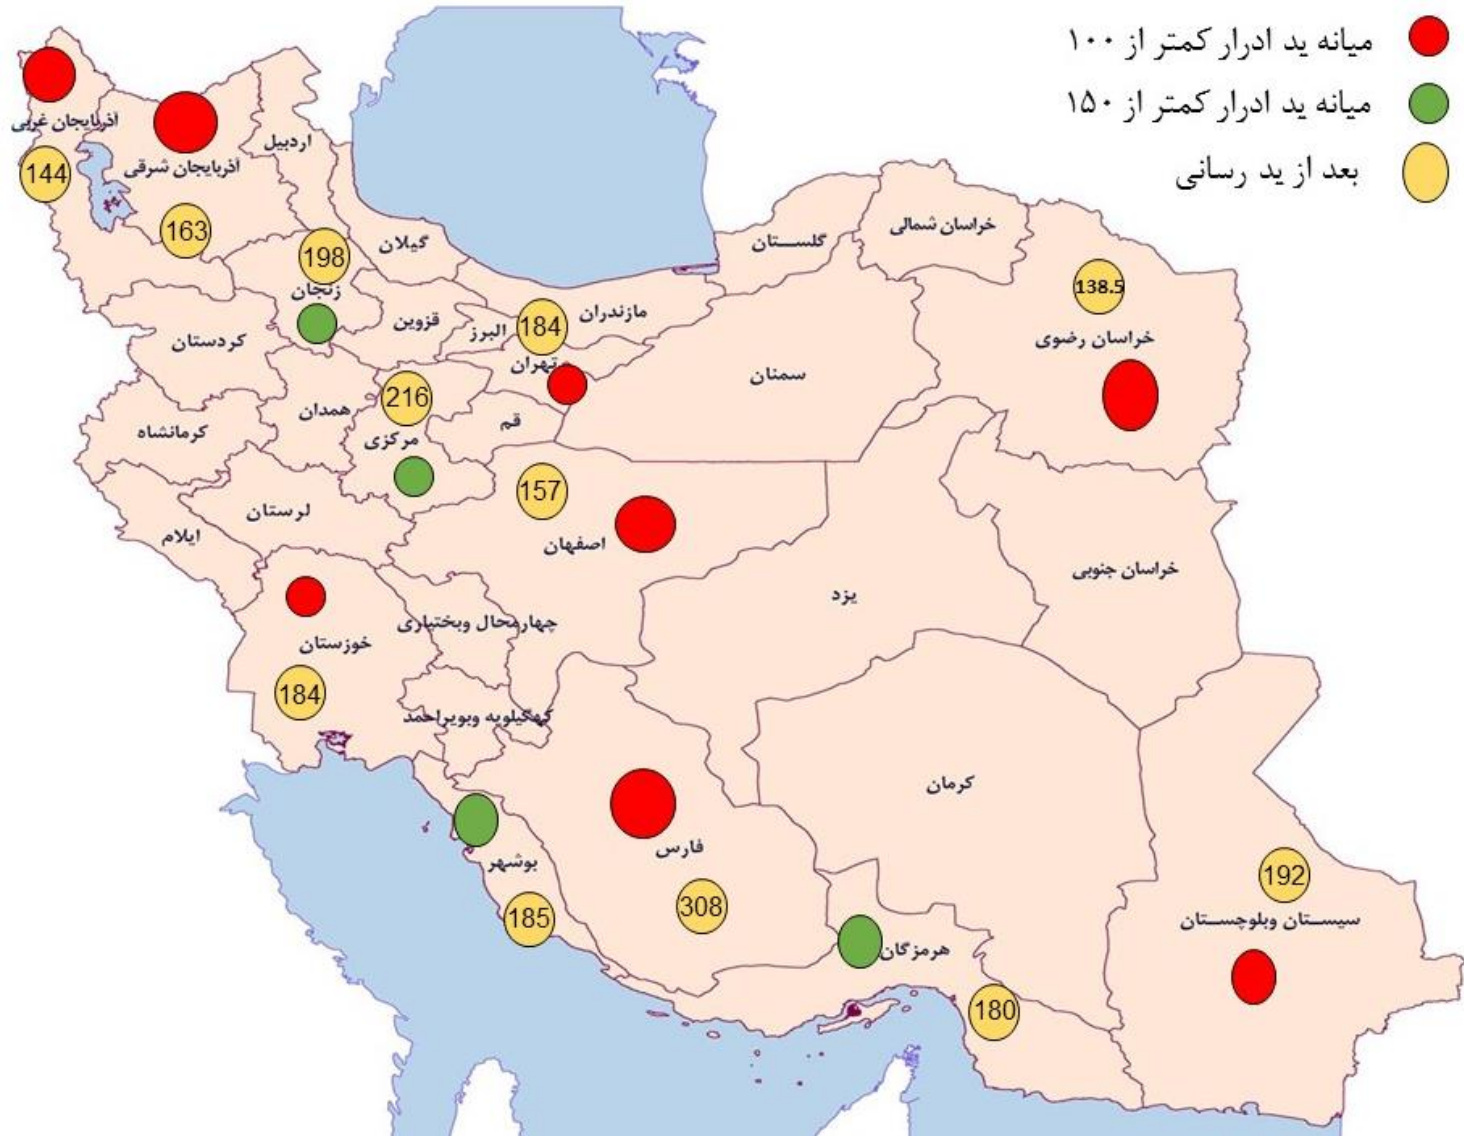 میانه ید ادرار کمتر از ۱۰۰
میانه ید ادرار کمتر از ۱۵۰
بعد از ید رسانی
آذربایجان غربی
144
آذربایجان شرقی
163
اردبیل
198
زنجان
گیلان
گلستان
خراسان شمالی
138.5
خراسان رضوی
کردستان
قزوین
البرز
184
مازندران
تهران
سمنان
کرمانشاه
همدان
216
مرکزی
قم
157
اصفهان
لرستان
ایلام
خوزستان
184
چهارمحال وبختیاری
یزد
خراسان جنوبی
کهگیلویه وبویراحمد
کرمان
فارس
308
بوشهر
185
هرمزگان
180
192
سیستان وبلوچستان